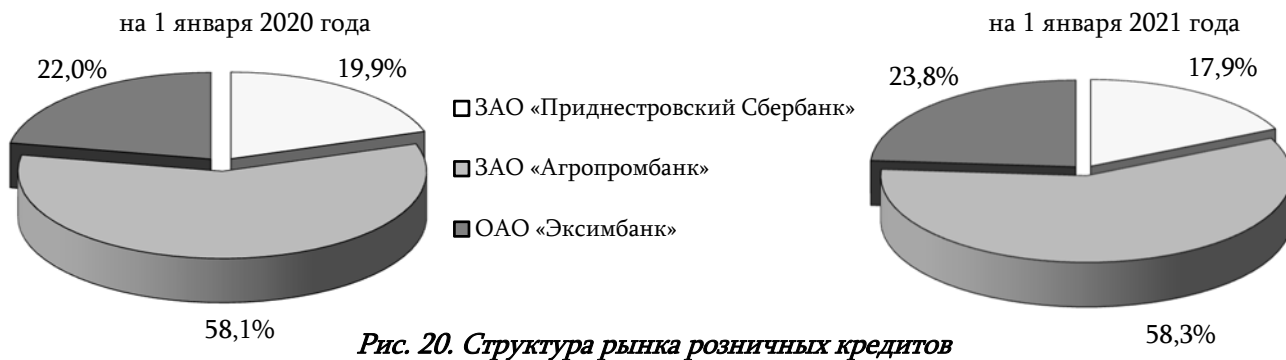 на 1 января 2020 года
22,0%
19,9%
58,1%
ЗАО «Приднестровский Сбербанк»
ЗАО «Агропромбанк»
ОАО «Эксимбанк»
на 1 января 2021 года
23,8%
17,9%
58,3%
Рис. 20. Структура рынка розничных кредитов